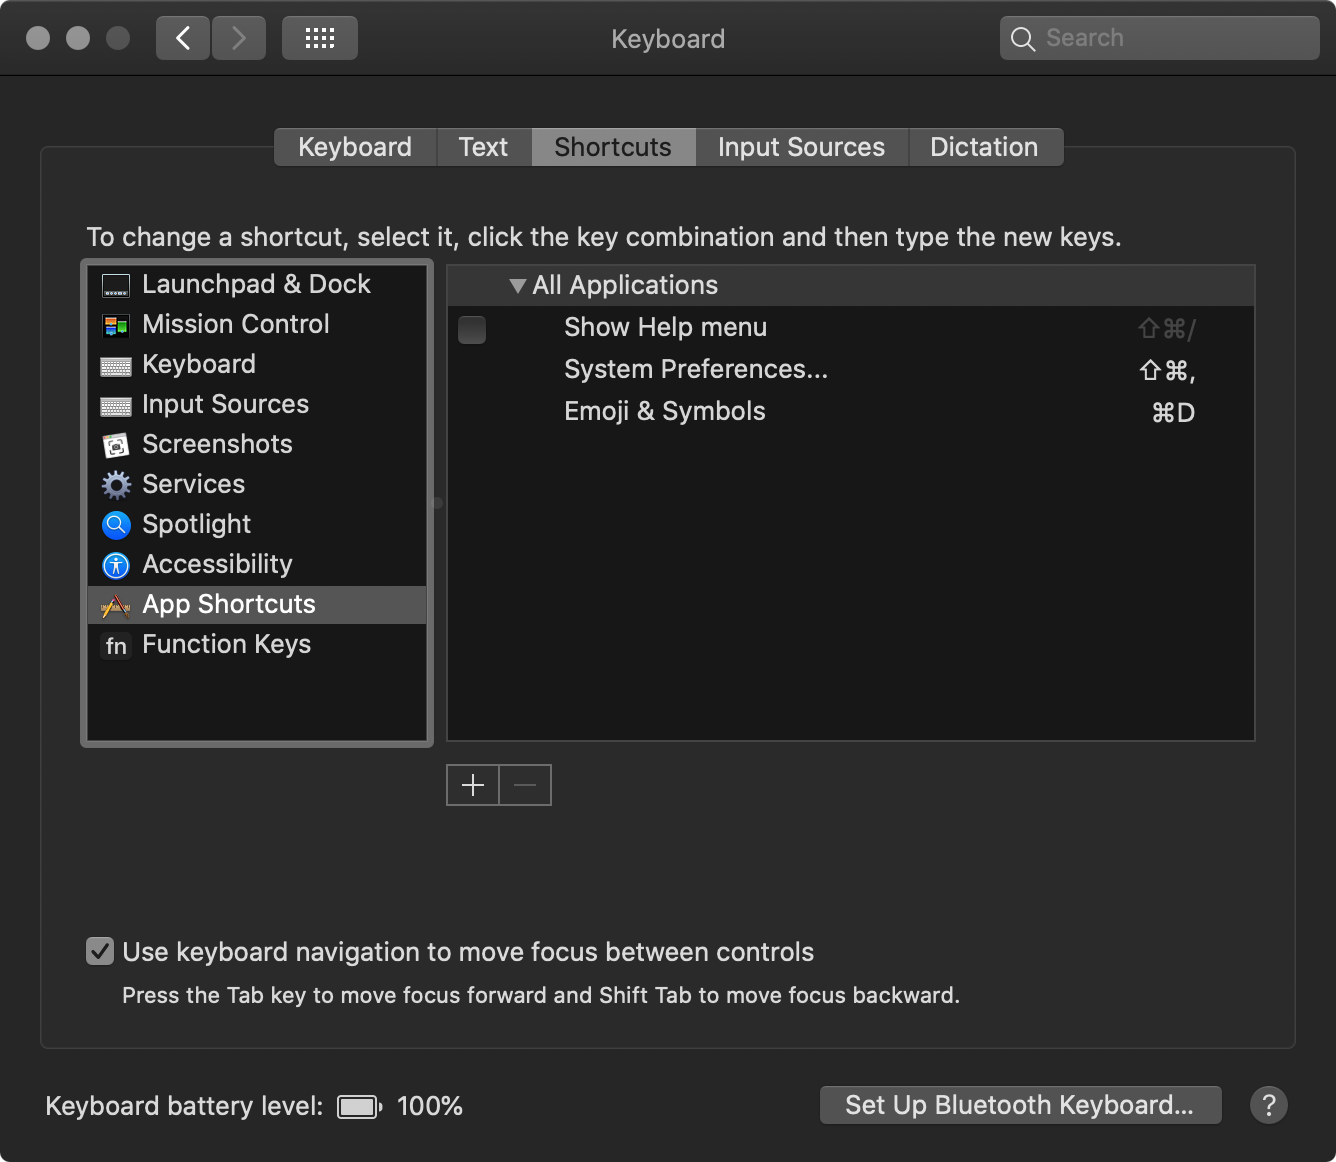 Keyboard
Search
Keyboard Text Shortcuts Input Sources Dictation
To change a shortcut, select it, click the key combination and then type the new keys.
Launchpad & Dock
Mission Control
Keyboard
Input Sources
Screenshots
Services
Spotlight
Accessibility
App Shortcuts
fn Function Keys
▼ All Applications
Show Help menu ⇧⌘/
System Preferences... ⇧⌘,
Emoji & Symbols ⌘D
Use keyboard navigation to move focus between controls
Press the Tab key to move focus forward and Shift Tab to move focus backward.
Keyboard battery level: 100%
Set Up Bluetooth Keyboard...
?